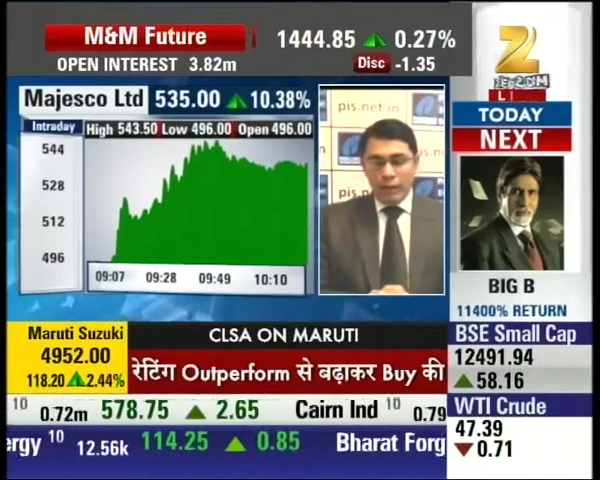 M&M Future
1444.85 0.27%
OPEN INTEREST 3.82m
Disc -1.35
Majesco Ltd 535.00 10.38%
Intraday
High 543.50 Low 496.00 Open 496.00
544
528
512
496
09:07 09:28 09:49 10:10
pis.net.in
pis.n
TODAY
NEXT
BIG B
11400% RETURN
Maruti Suzuki
4952.00
118.20 2.44%
CLSA ON MARUTI
रेटिंग Outperform से बढ़ाकर Buy की
BSE Small Cap
12491.94
58.16
10 0.72m 578.75 2.65 Cairn Ind 10 0.79
WTI Crude
47.39
0.71
ergy 10 12.56k 114.25 0.85 Bharat Forg